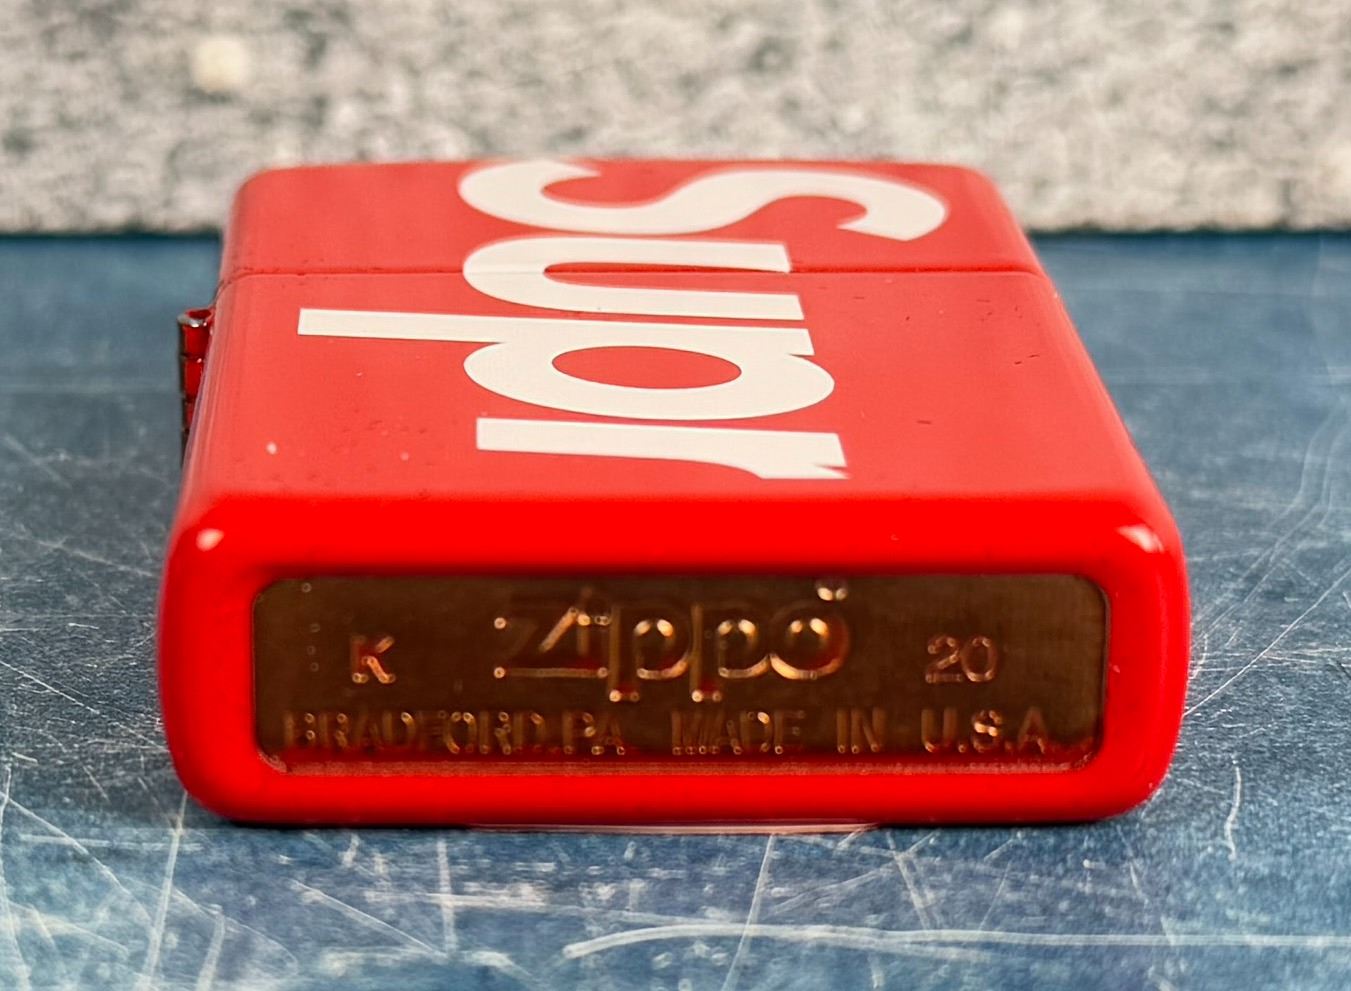 Supr
K Zippo 20
BRADFORD.PA. MADE IN U.S.A.